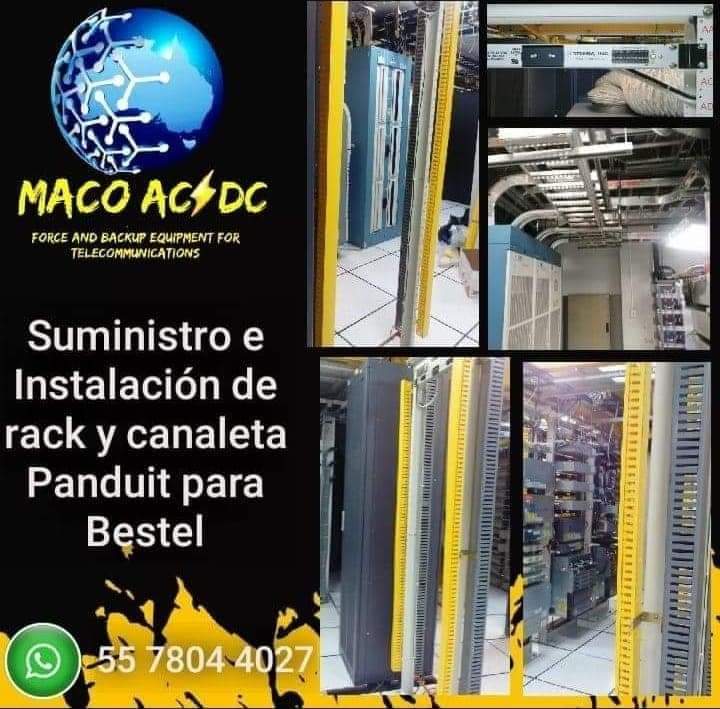 MACO AC⚡DC
FORCE AND BACKUP EQUIPMENT FOR
TELECOMMUNICATIONS
Suministro e
Instalación de
rack y canaleta
Panduit para
Bestel
55 7804 4027